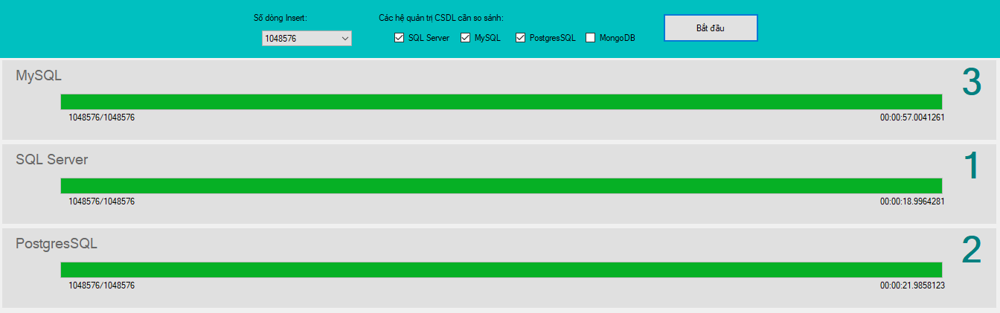 Số dòng Insert:
Các hệ quản trị CSDL cần so sánh:
1048576
SQL Server
MySQL
PostgresSQL
MongoDB
Bắt đầu
MySQL
3
1048576/1048576
00:00:57.0041261
SQL Server
1
1048576/1048576
00:00:18.9964281
PostgresSQL
2
1048576/1048576
00:00:21.9858123